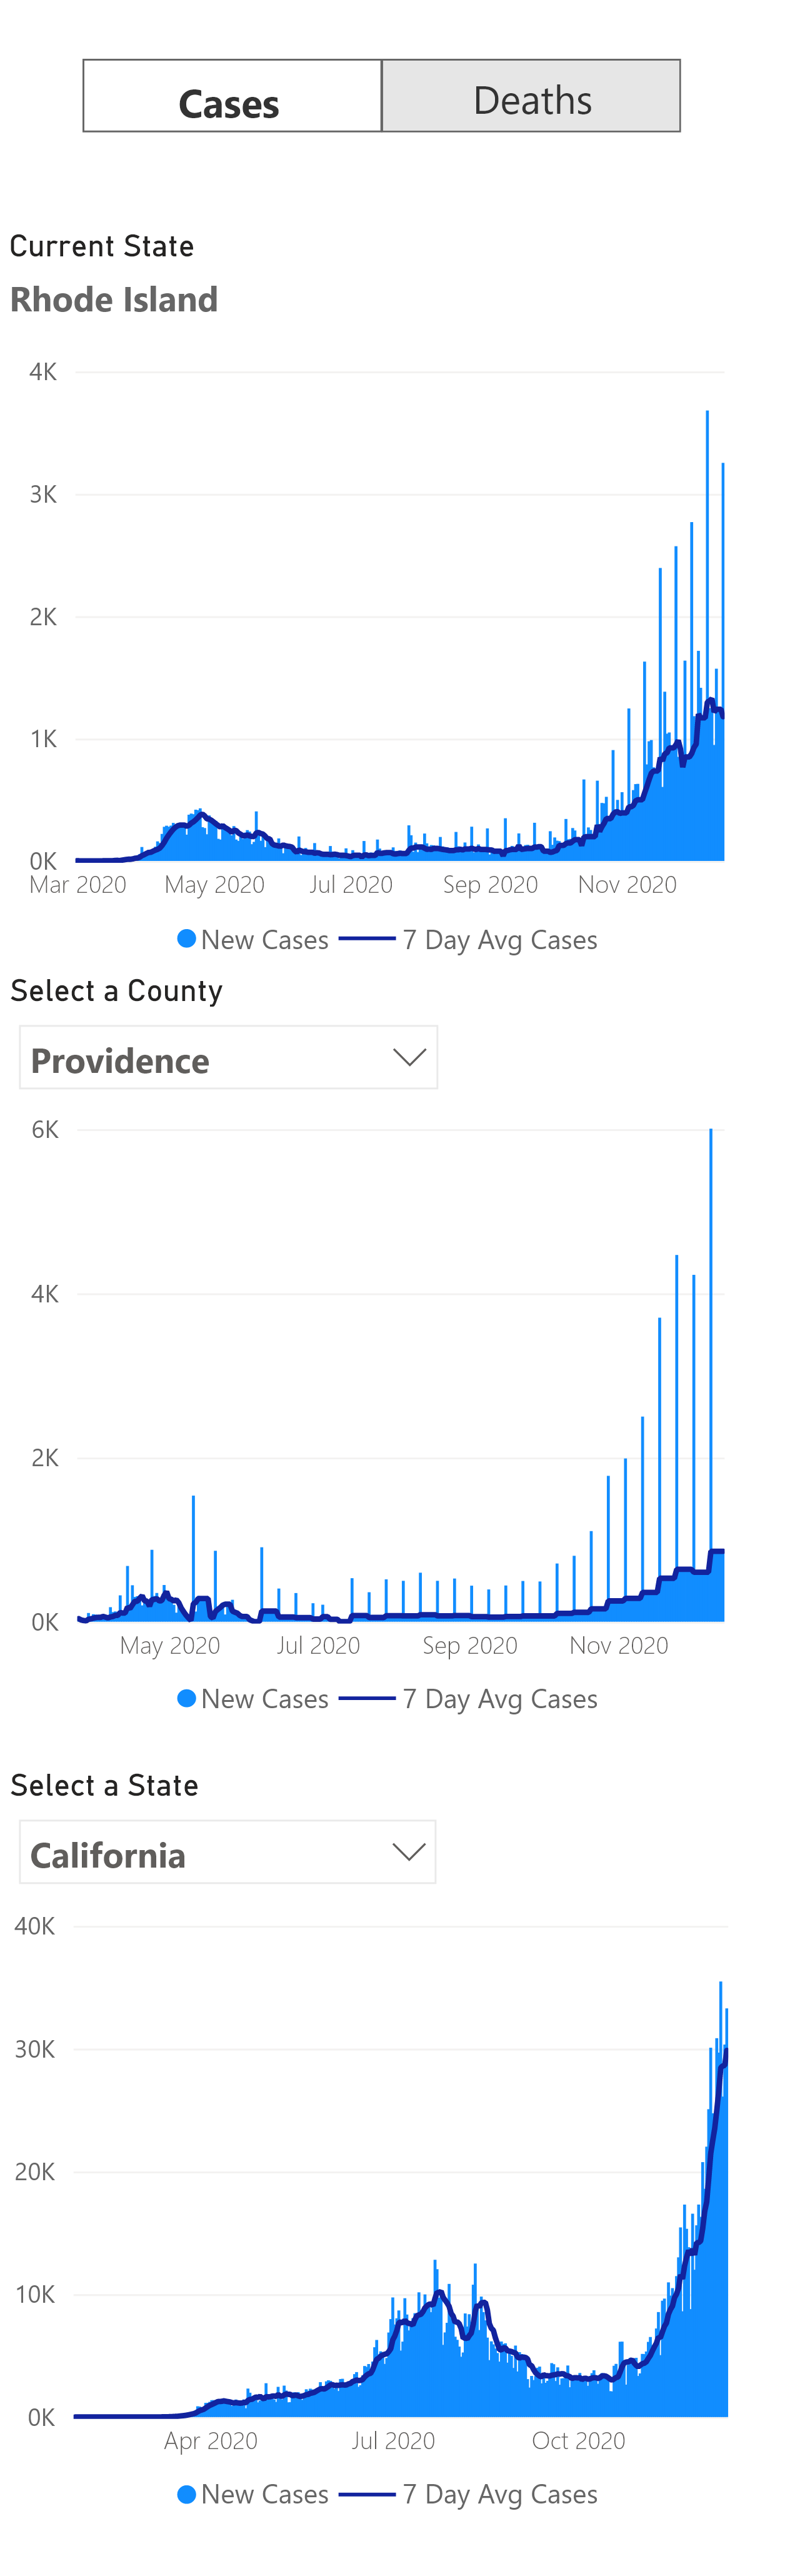 Cases Deaths
Current State
Rhode Island
4K
3K
2K
1K
0K
Mar 2020 May 2020 Jul 2020 Sep 2020 Nov 2020
New Cases 7 Day Avg Cases
Select a County
Providence
6K
4K
2K
0K
May 2020 Jul 2020 Sep 2020 Nov 2020
New Cases 7 Day Avg Cases
Select a State
California
40K
30K
20K
10K
0K
Apr 2020 Jul 2020 Oct 2020
New Cases 7 Day Avg Cases